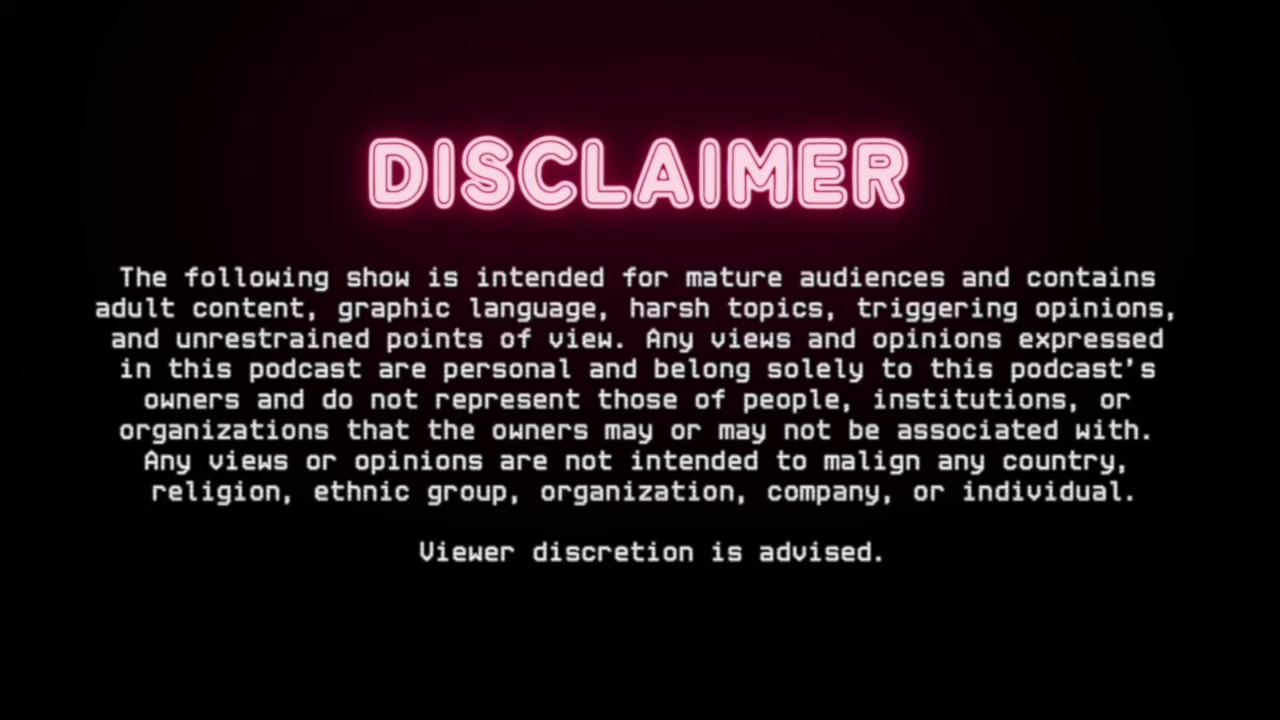 DISCLAIMER
The following show is intended for mature audiences and contains
adult content, graphic language, harsh topics, triggering opinions,
and unrestrained points of view. Any views and opinions expressed
in this podcast are personal and belong solely to this podcast's
owners and do not represent those of people, institutions, or
organizations that the owners may or may not be associated with.
Any views or opinions are not intended to malign any country,
religion, ethnic group, organization, company, or individual.
Viewer discretion is advised.